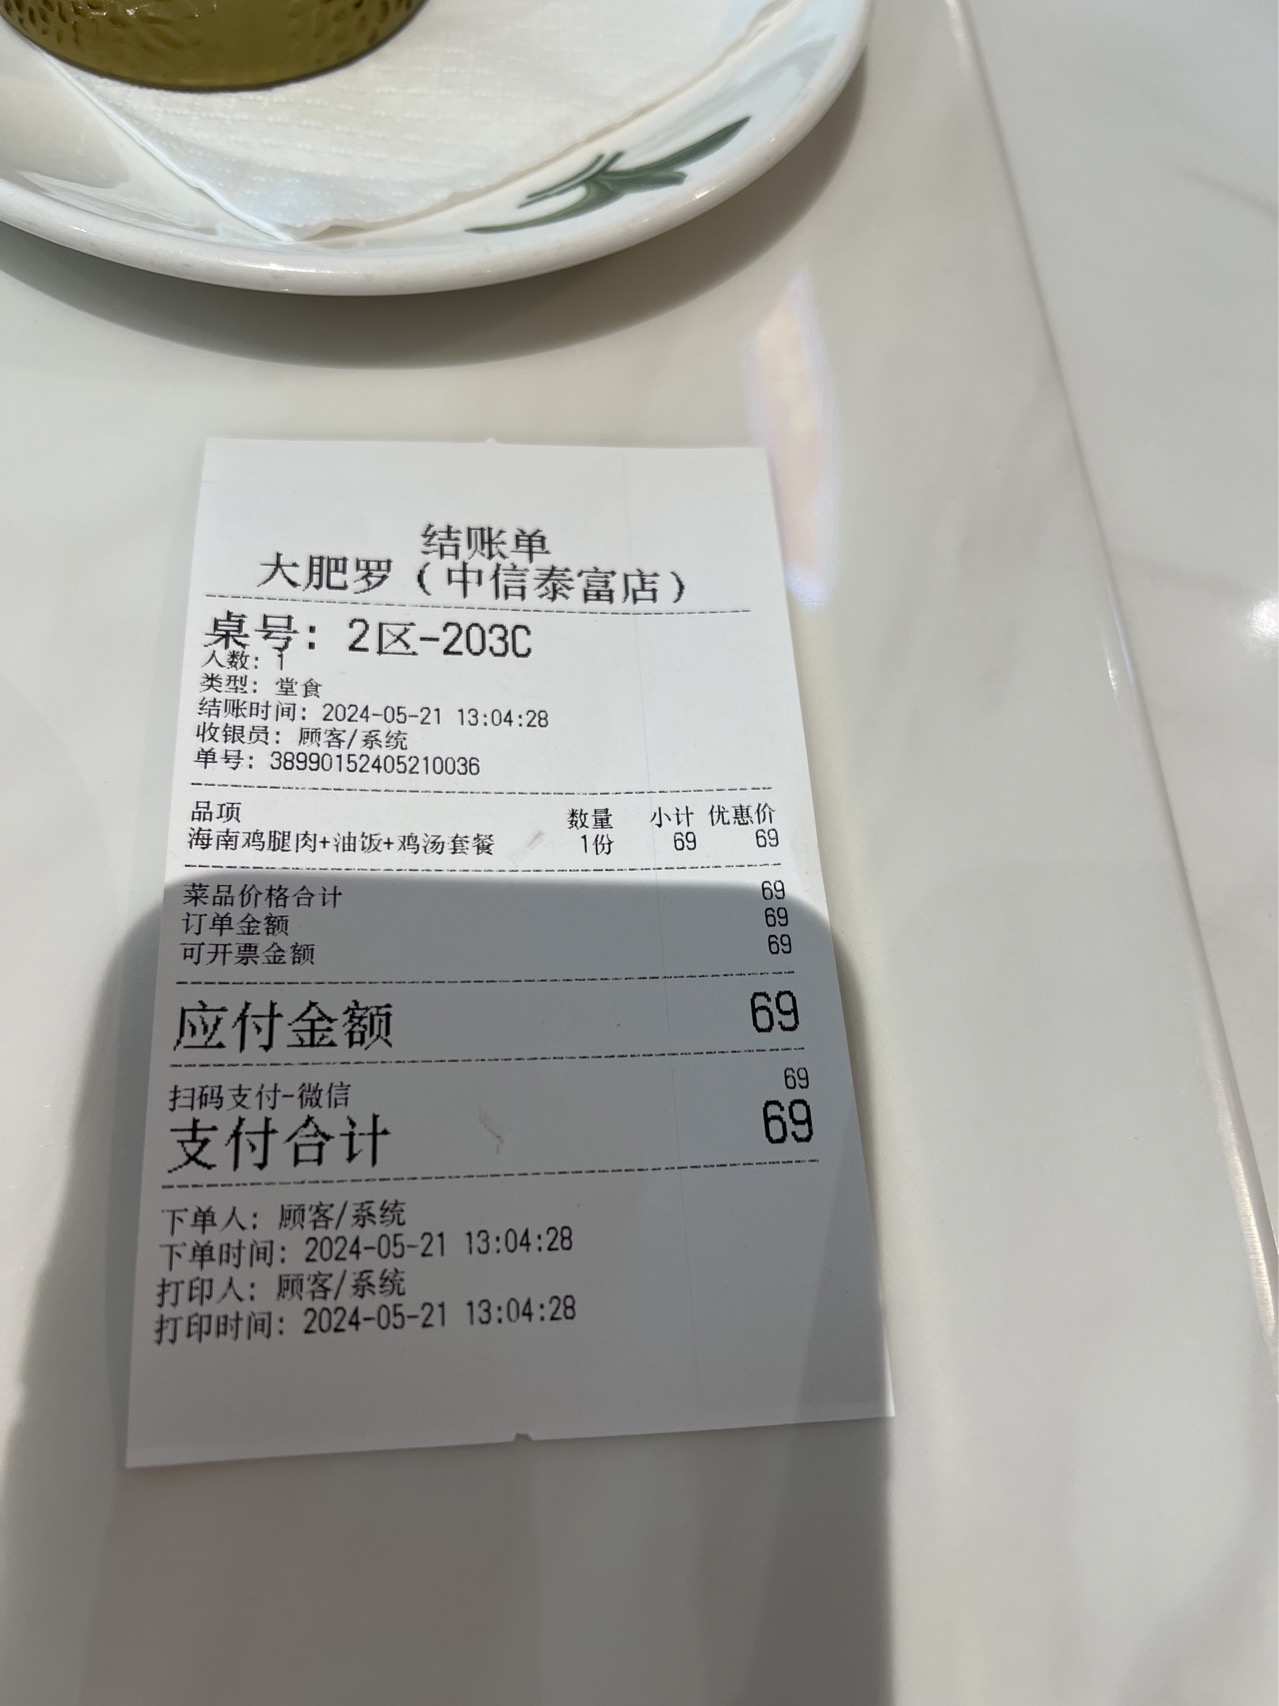 结账单
大肥罗（中信泰富店）
桌号：2区-203C
人数：1
类型：堂食
结账时间：2024-05-21 13:04:28
收银员：顾客/系统
单号：38990152405210036
品项 数量 小计 优惠价
海南鸡腿肉+油饭+鸡汤套餐 1份 69 69
菜品价格合计 69
订单金额 69
可开票金额 69
应付金额 69
扫码支付-微信 69
支付合计 69
下单人：顾客/系统
下单时间：2024-05-21 13:04:28
打印人：顾客/系统
打印时间：2024-05-21 13:04:28